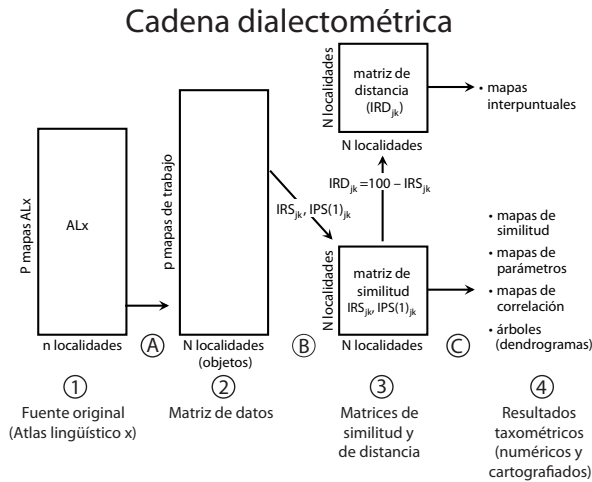 Cadena dialectométrica
P mapas ALx
ALx
n localidades
A
p mapas de trabajo
N localidades
(objetos)
IRSjk, IPS(1)jk
B
N localidades
matriz de
distancia
(IRDjk)
N localidades
IRDjk =100 – IRSjk
N localidades
matriz de
similitud
IRSjk, IPS(1)jk
N localidades
C
• mapas
interpuntuales
• mapas de
similitud
• mapas de
parámetros
• mapas de
correlación
• árboles
(dendrogramas)
1
Fuente original
(Atlas lingüístico x)
2
Matriz de datos
3
Matrices de
similitud y
de distancia
4
Resultados
taxométricos
(numéricos y
cartografiados)